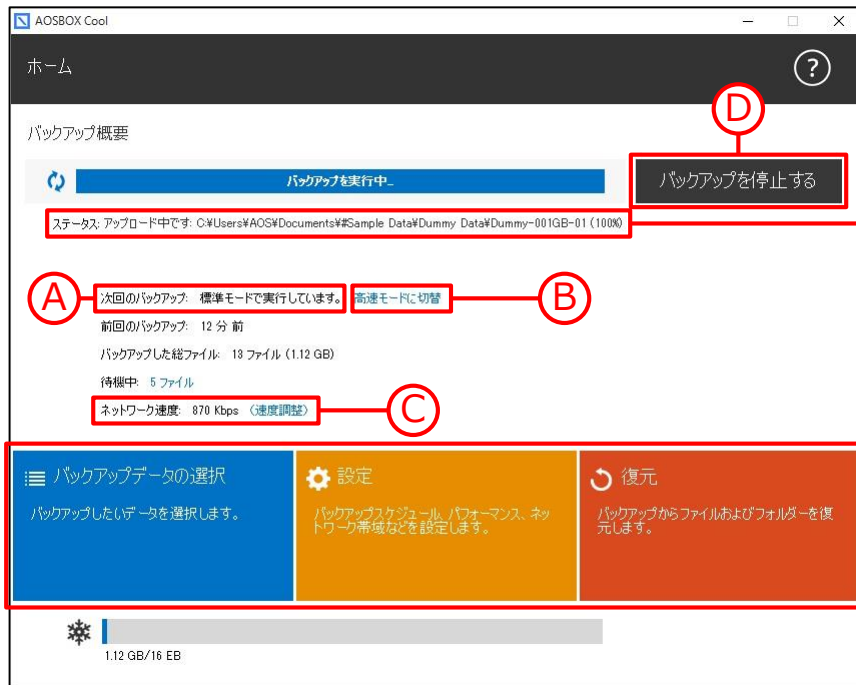 AOSBOX Cool
ホーム
?
D
バックアップ概要
バックアップを実行中...
バックアップを停止する
ステータス: アップロード中です: C:¥Users¥AOS¥Documents¥#Sample Data¥Dummy Data¥Dummy-001GB-01 (100%)
A
次回のバックアップ: 標準モードで実行しています。 高速モードに切替
B
前回のバックアップ: 12 分 前
バックアップした総ファイル: 13 ファイル (1.12 GB)
待機中: 5 ファイル
ネットワーク速度: 870 Kbps 〈速度調整〉
C
バックアップデータの選択
バックアップしたいデータを選択します。
設定
バックアップスケジュール、パフォーマンス、ネッ
トワーク帯域などを設定します。
復元
バックアップからファイルおよびフォルダーを復
元します。
1.12 GB/16 EB